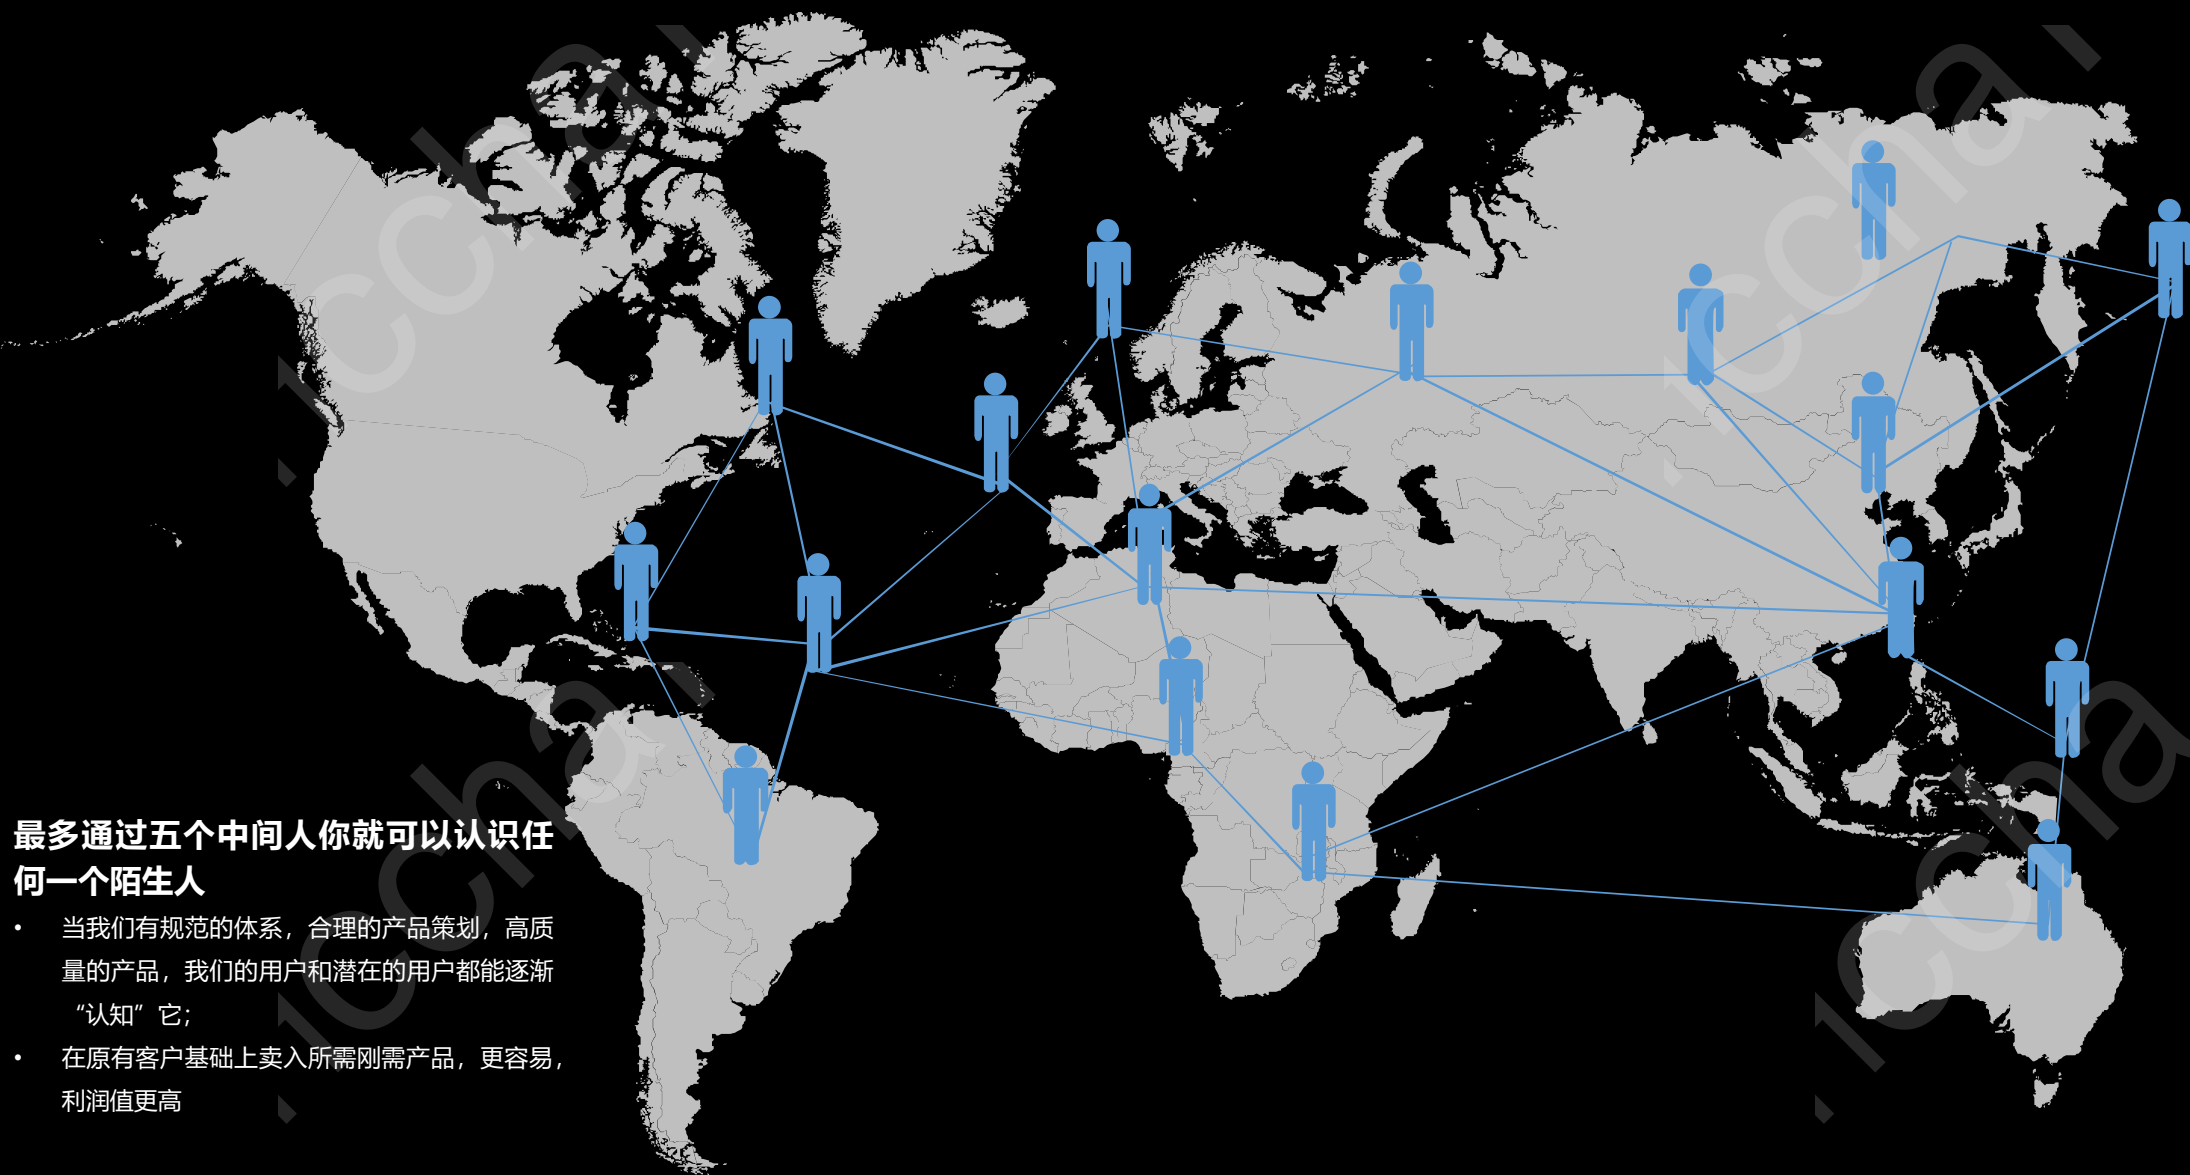 最多通过五个中间人你就可以认识任
何一个陌生人
• 当我们有规范的体系，合理的产品策划，高质
量的产品，我们的用户和潜在的用户都能逐渐
“认知”它；
• 在原有客户基础上卖入所需刚需产品，更容易，
利润值更高